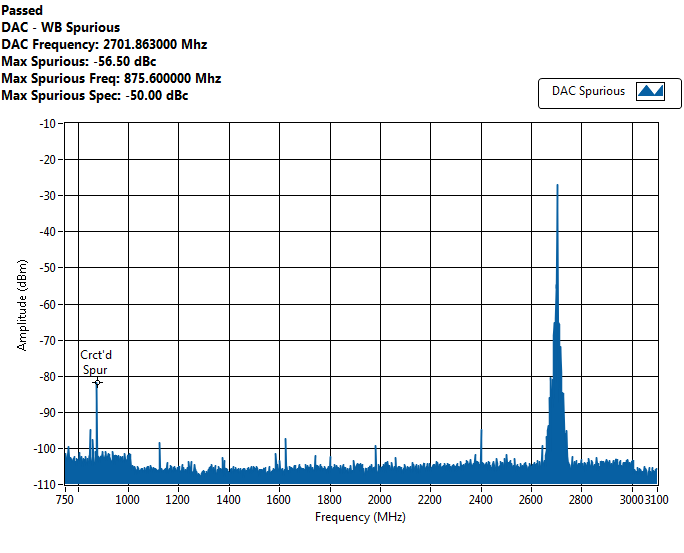 Passed
DAC - WB Spurious
DAC Frequency: 2701.863000 Mhz
Max Spurious: -56.50 dBc
Max Spurious Freq: 875.600000 Mhz
Max Spurious Spec: -50.00 dBc
DAC Spurious
-10
-20
-30
-40
-50
-60
-70
-80
-90
-100
-110
Amplitude (dBm)
Crct'd
Spur
750 1000 1200 1400 1600 1800 2000 2200 2400 2600 2800 3000 3100
Frequency (MHz)